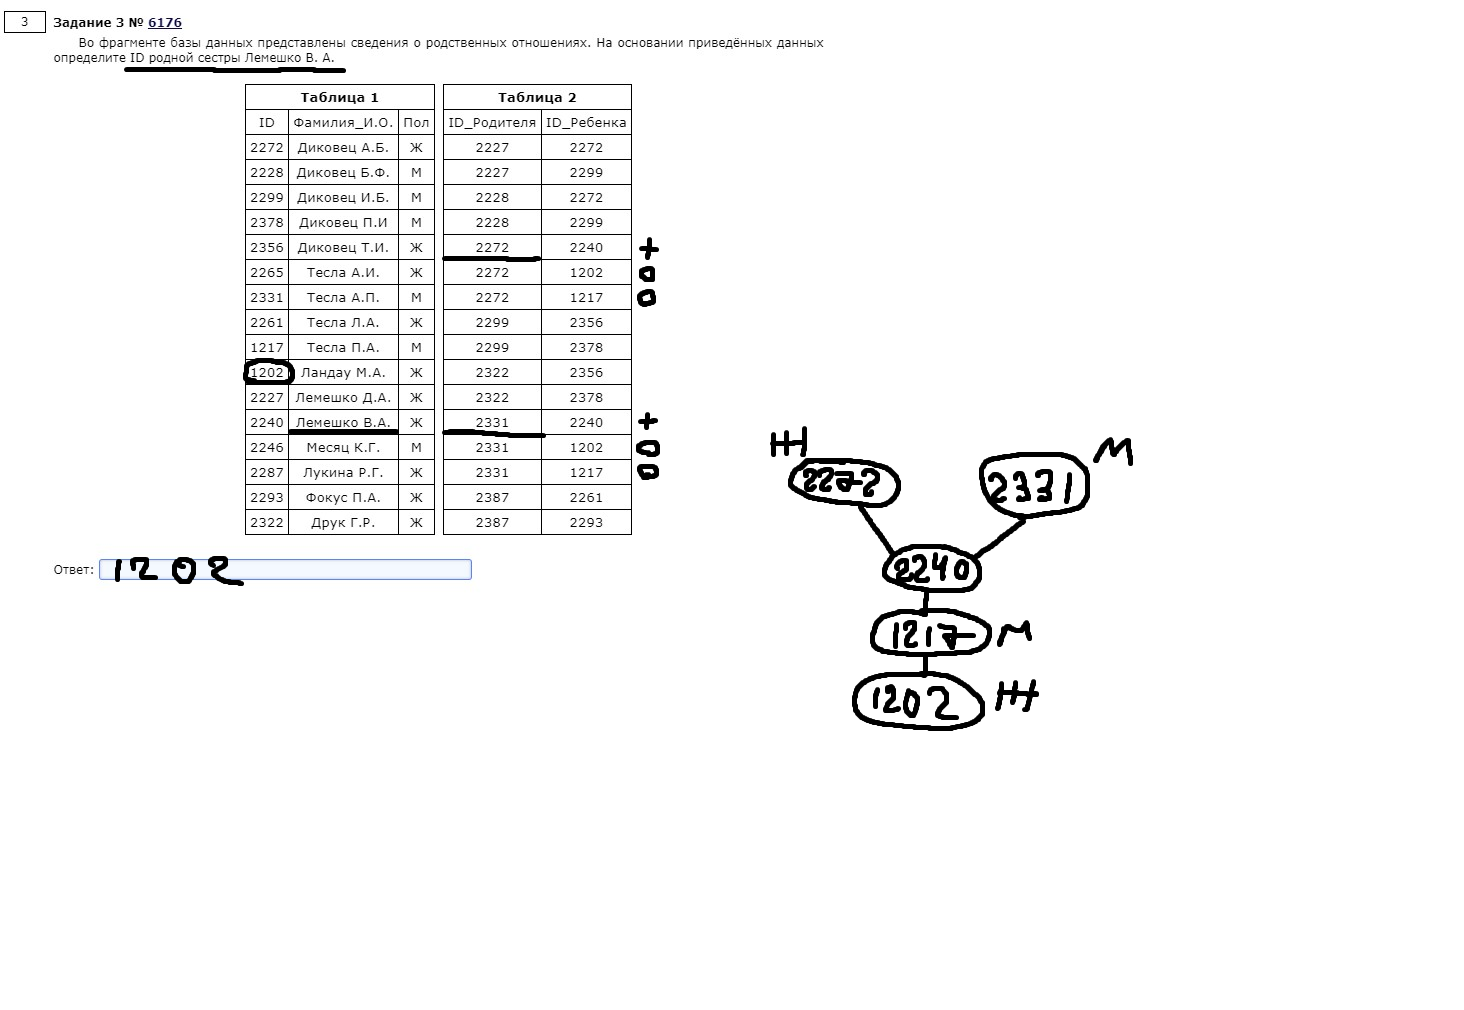 3 Задание 3 № 6176
Во фрагменте базы данных представлены сведения о родственных отношениях. На основании приведённых данных
определите ID родной сестры Лемешко В. А.
Таблица 1 Таблица 2
ID Фамилия_И.О. Пол ID_Родителя ID_Ребенка
2272 Диковец А.Б. Ж 2227 2272
2228 Диковец Б.Ф. М 2227 2299
2299 Диковец И.Б. М 2228 2272
2378 Диковец П.И М 2228 2299
2356 Диковец Т.И. Ж 2272 2240 +
2265 Тесла А.И. Ж 2272 1202 о
2331 Тесла А.П. М 2272 1217 о
2261 Тесла Л.А. Ж 2299 2356
1217 Тесла П.А. М 2299 2378
1202 Ландау М.А. Ж 2322 2356
2227 Лемешко Д.А. Ж 2322 2378
2240 Лемешко В.А. Ж 2331 2240 +
2246 Месяц К.Г. М 2331 1202 о
2287 Лукина Р.Г. Ж 2331 1217 о
2293 Фокус П.А. Ж 2387 2261
2322 Друк Г.Р. Ж 2387 2293
Ответ: 1202
Ж М
2272 2331
2240
1217 М
1202 Ж